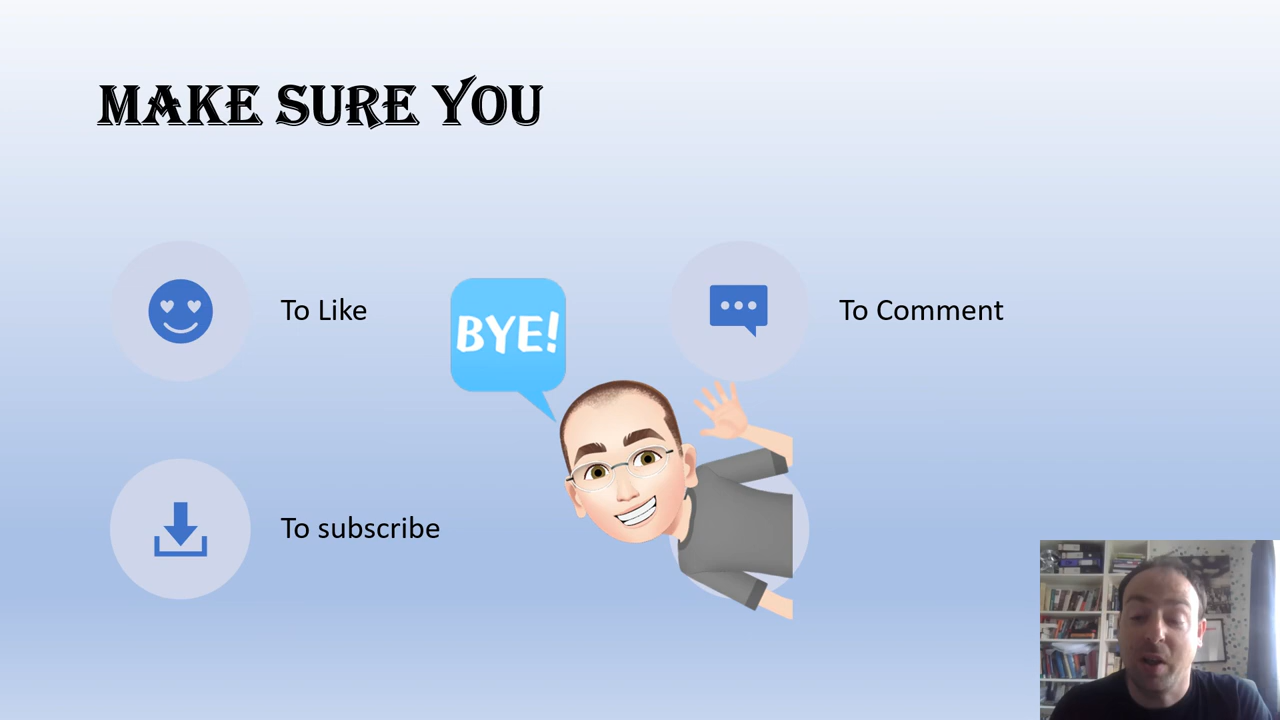 MAKE SURE YOU
To Like
BYE!
To Comment
To subscribe